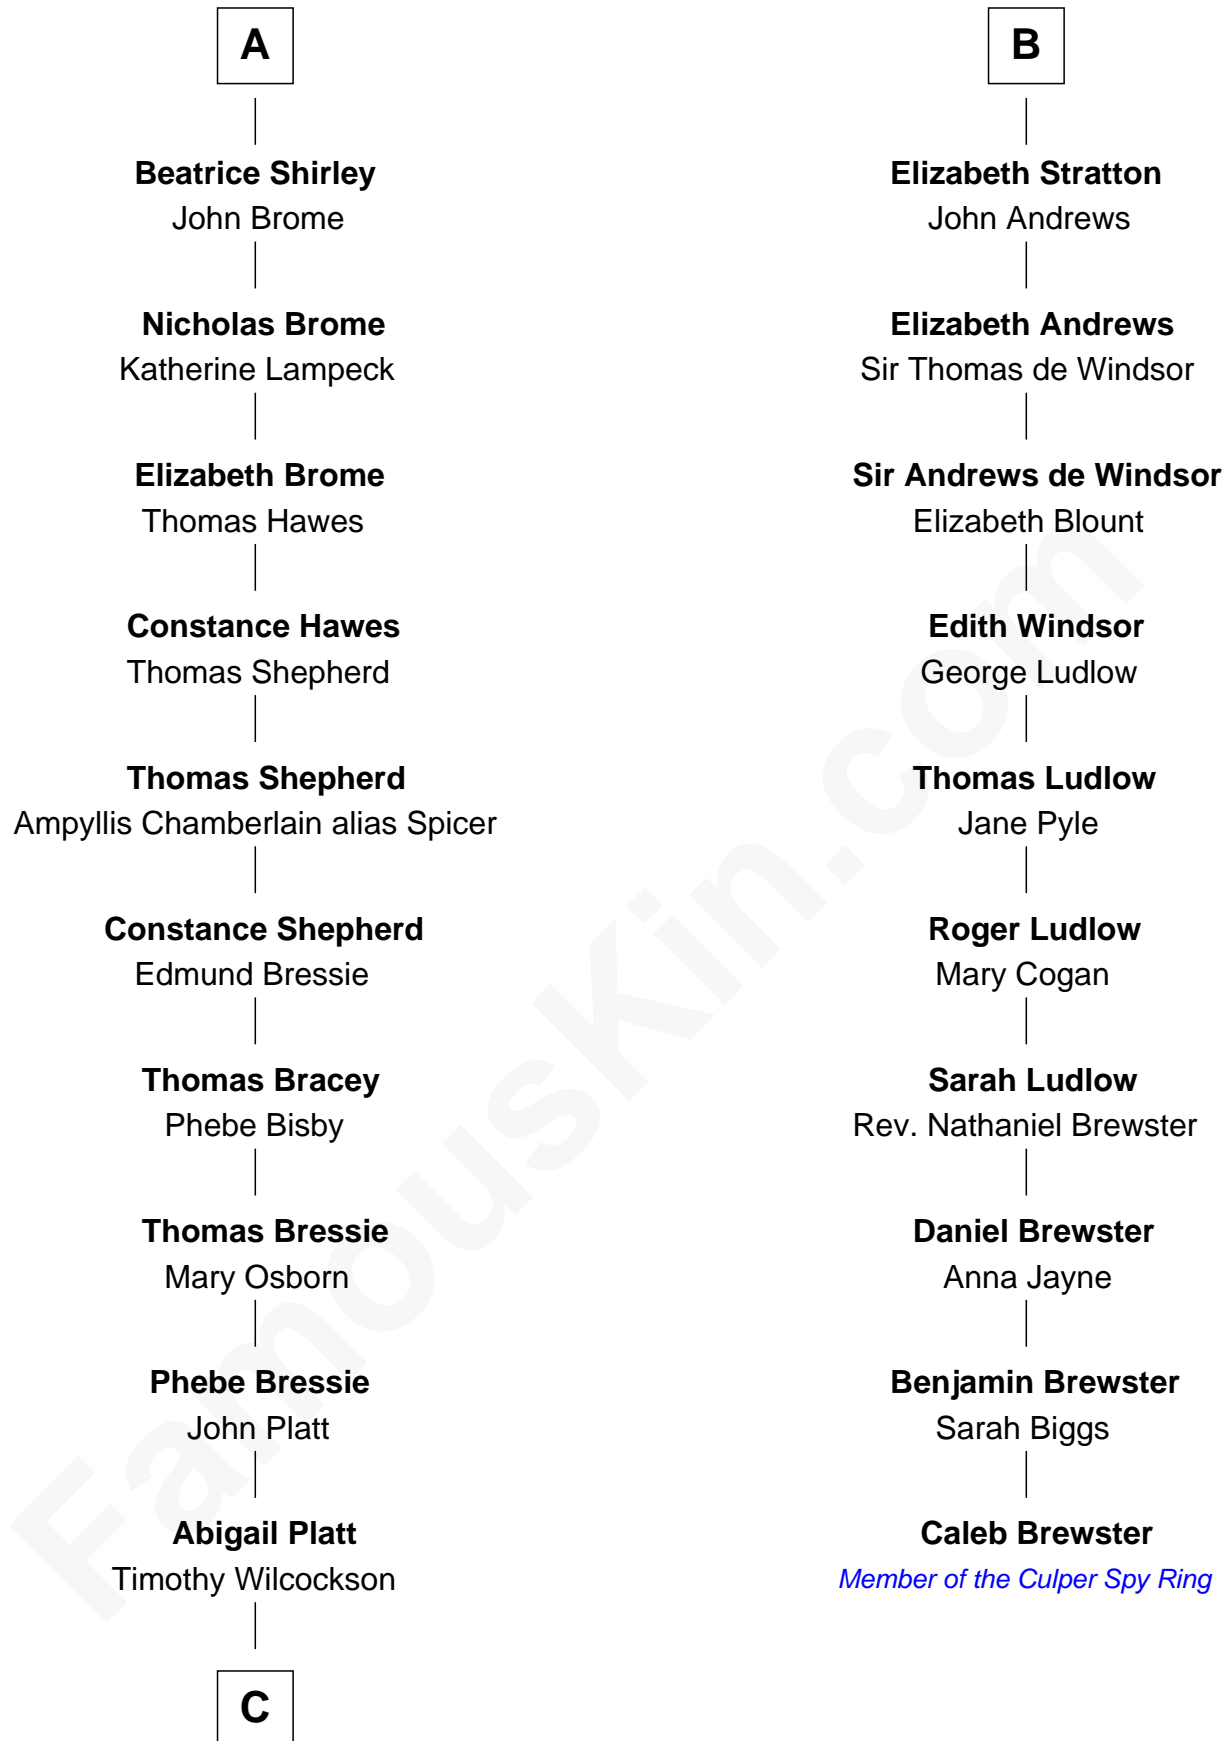 A
Beatrice Shirley
John Brome
Nicholas Brome
Katherine Lampeck
Elizabeth Brome
Thomas Hawes
Constance Hawes
Thomas Shepherd
Thomas Shepherd
Ampyllis Chamberlain alias Spicer
Constance Shepherd
Edmund Bressie
Thomas Bracey
Phebe Bisby
Thomas Bressie
Mary Osborn
Phebe Bressie
John Platt
Abigail Platt
Timothy Wilcockson
C
B
Elizabeth Stratton
John Andrews
Elizabeth Andrews
Sir Thomas de Windsor
Sir Andrews de Windsor
Elizabeth Blount
Edith Windsor
George Ludlow
Thomas Ludlow
Jane Pyle
Roger Ludlow
Mary Cogan
Sarah Ludlow
Rev. Nathaniel Brewster
Daniel Brewster
Anna Jayne
Benjamin Brewster
Sarah Biggs
Caleb Brewster
Member of the Culper Spy Ring
FamousKin.com